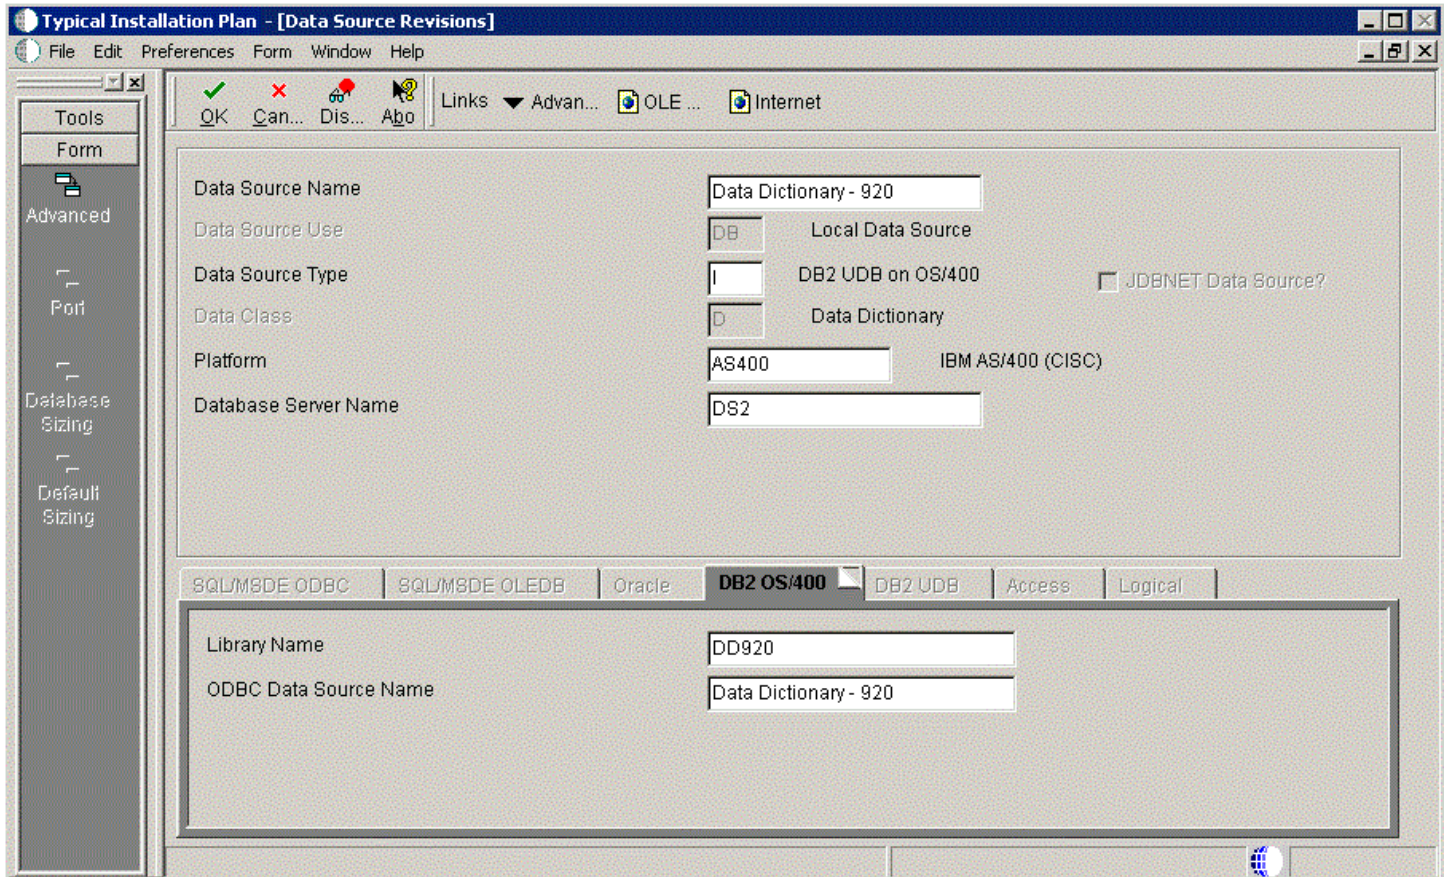 Typical Installation Plan - [Data Source Revisions]
File Edit Preferences Form Window Help
Tools
Form
Advanced
Port
Database
Sizing
Default
Sizing
OK Can... Dis... Abo Links Advan... OLE ... Internet
Data Source Name Data Dictionary - 920
Data Source Use DB Local Data Source
Data Source Type I DB2 UDB on OS/400 JDBNET Data Source?
Data Class D Data Dictionary
Platform AS400 IBM AS/400 (CISC)
Database Server Name DS2
SQL/MSDE ODBC SQL/MSDE OLEDB Oracle DB2 OS/400 DB2 UDB Access Logical
Library Name DD920
ODBC Data Source Name Data Dictionary - 920